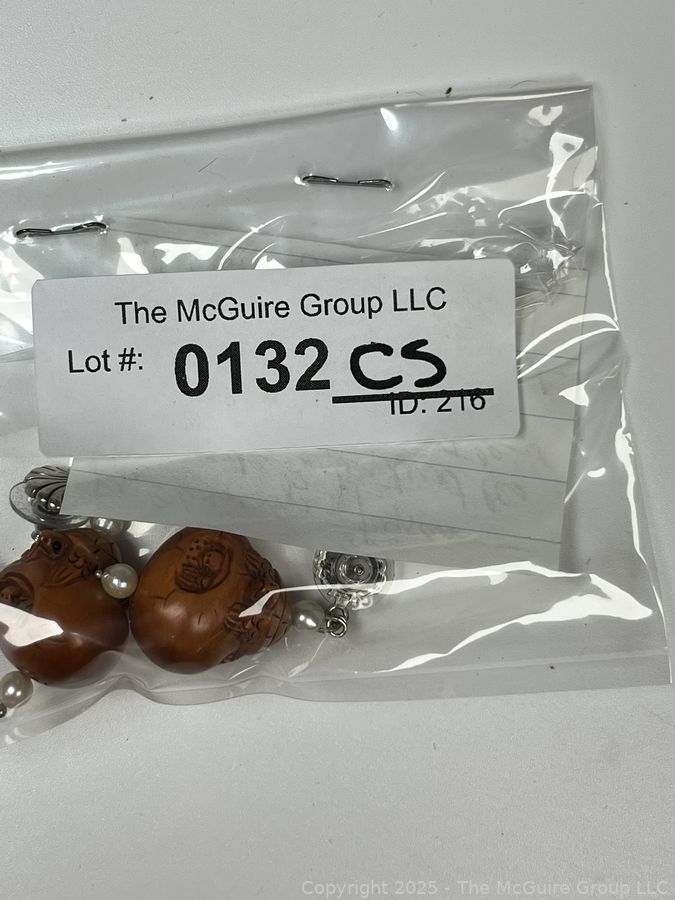 The McGuire Group LLC
Lot #: 0132 CS
ID: 216
Copyright 2025 - The McGuire Group LLC